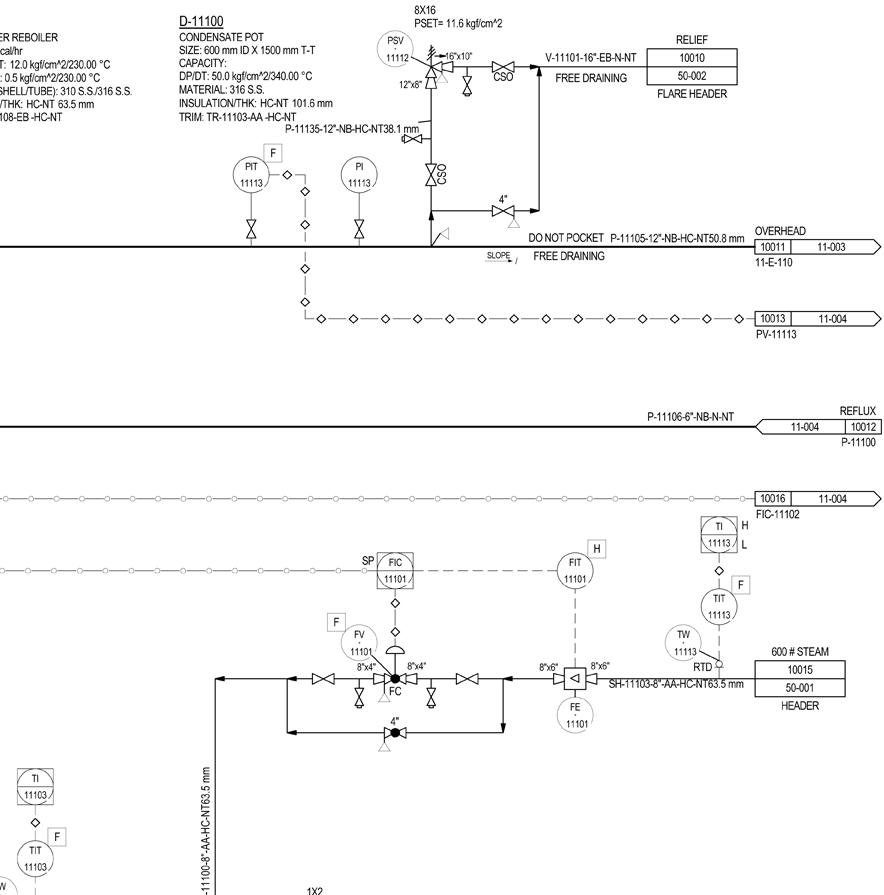 ER REBOILER
cal/hr
T: 12.0 kgf/cm^2/230.00 °C
: 0.5 kgf/cm^2/230.00 °C
SHELL/TUBE): 310 S.S./316 S.S.
/THK: HC-NT 63.5 mm
108-EB -HC-NT
D-11100
CONDENSATE POT
SIZE: 600 mm ID X 1500 mm T-T
CAPACITY:
DP/DT: 50.0 kgf/cm^2/340.00 °C
MATERIAL: 316 S.S.
INSULATION/THK: HC-NT 101.6 mm
TRIM: TR-11103-AA -HC-NT
8X16
PSET= 11.6 kgf/cm^2
PSV
11112
16"x10"
12"x8"
CSO
V-11101-16"-EB-N-NT
FREE DRAINING
RELIEF
10010
50-002
FLARE HEADER
P-11135-12"-NB-HC-NT38.1 mm
CSO
4"
F
PIT
11113
PI
11113
DO NOT POCKET
P-11105-12"-NB-HC-NT50.8 mm
SLOPE
FREE DRAINING
OVERHEAD
10011
11-003
11-E-110
10013
11-004
PV-11113
P-11106-6"-NB-N-NT
REFLUX
11-004
10012
P-11100
10016
11-004
FIC-11102
TI
11113
H
L
SP
FIC
11101
FIT
11101
H
F
TIT
11113
F
FV
11101
TW
11113
RTD
8"x4"
8"x4"
FC
8"x6"
8"x6"
SH-11103-8"-AA-HC-NT63.5 mm
600 # STEAM
10015
50-001
HEADER
FE
11101
4"
TI
11103
F
TIT
11103
W
-11100-8"-AA-HC-NT63.5 mm
1X2